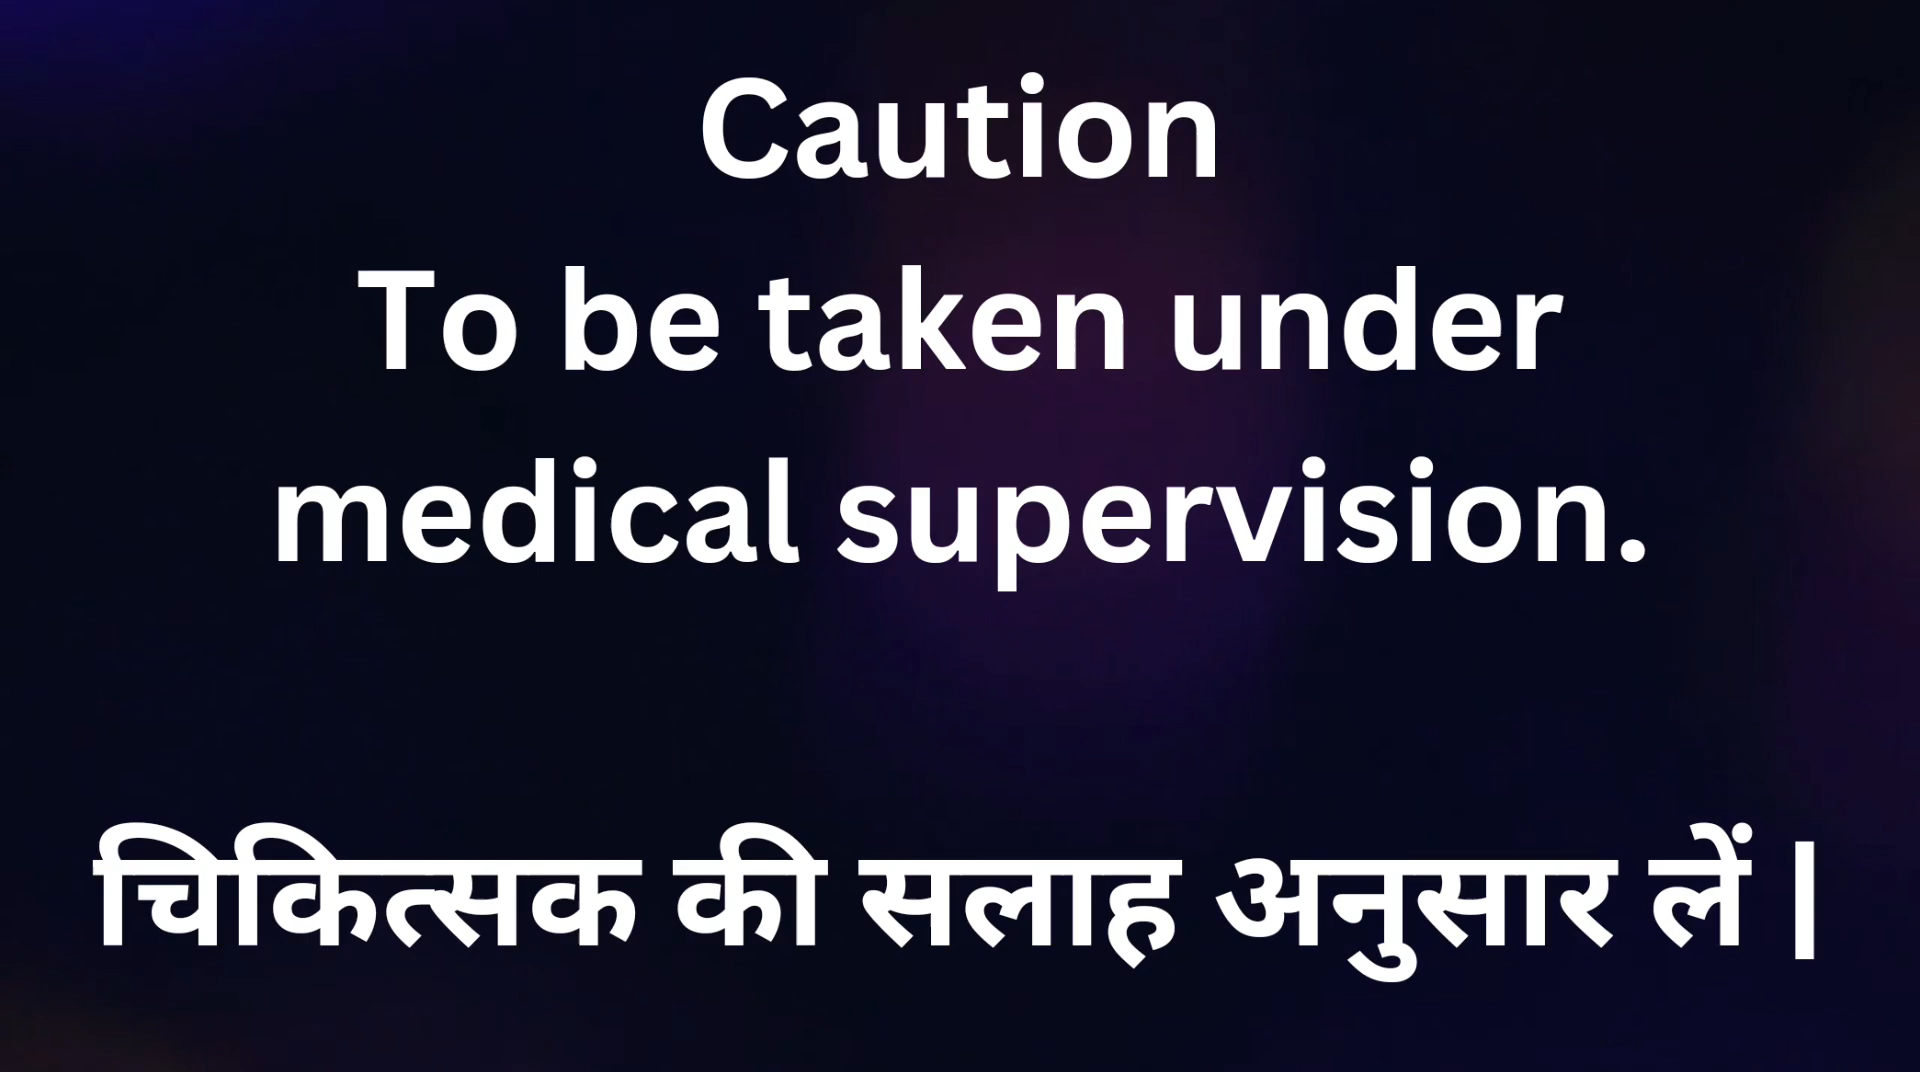 Caution
To be taken under
medical supervision.
चिकित्सक की सलाह अनुसार लें |